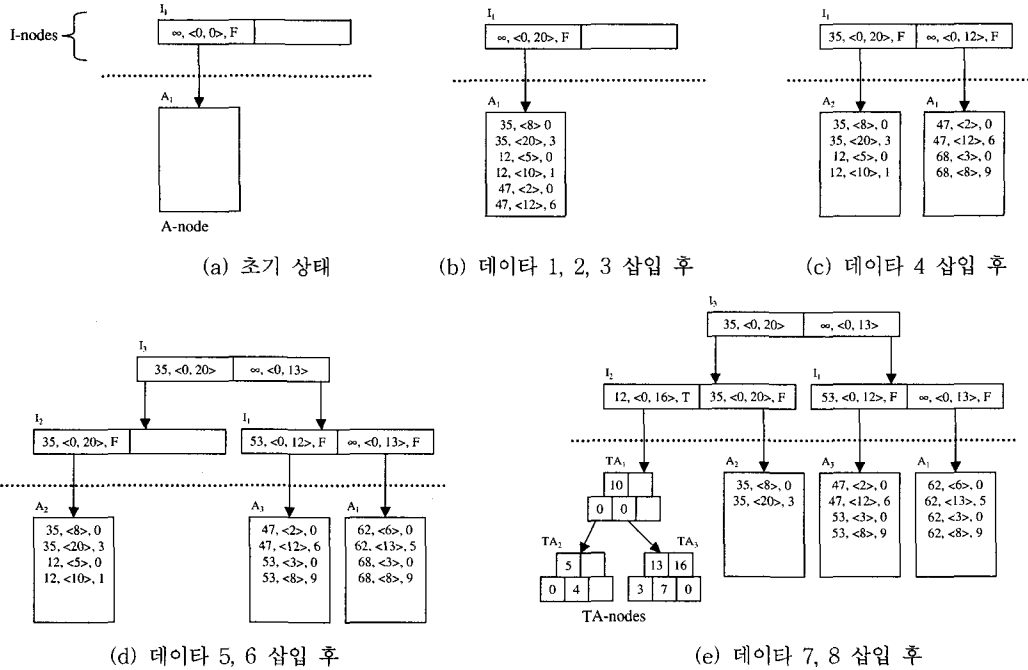 I₁
I-nodes
∞, <0, 0>, F
A₁
A-node
(a) 초기 상태
I₁
∞, <0, 20>, F
A₁
35, <8> 0
35, <20>, 3
12, <5>, 0
12, <10>, 1
47, <2>, 0
47, <12>, 6
(b) 데이타 1, 2, 3 삽입 후
I₁
35, <0, 20>, F
∞, <0, 12>, F
A₂
35, <8>, 0
35, <20>, 3
12, <5>, 0
12, <10>, 1
A₁
47, <2>, 0
47, <12>, 6
68, <3>, 0
68, <8>, 9
(c) 데이타 4 삽입 후
I₃
35, <0, 20>
∞, <0, 13>
I₂
35, <0, 20>, F
I₁
53, <0, 12>, F
∞, <0, 13>, F
A₂
35, <8>, 0
35, <20>, 3
12, <5>, 0
12, <10>, 1
A₃
47, <2>, 0
47, <12>, 6
53, <3>, 0
53, <8>, 9
A₁
62, <6>, 0
62, <13>, 5
68, <3>, 0
68, <8>, 9
(d) 데이타 5, 6 삽입 후
I₃
35, <0, 20>
∞, <0, 13>
I₂
12, <0, 16>, T
35, <0, 20>, F
I₁
53, <0, 12>, F
∞, <0, 13>, F
TA₁
10
0 0
TA₂
5
0 4
TA₃
13 16
3 7 0
TA-nodes
A₂
35, <8>, 0
35, <20>, 3
A₃
47, <2>, 0
47, <12>, 6
53, <3>, 0
53, <8>, 9
A₁
62, <6>, 0
62, <13>, 5
62, <3>, 0
62, <8>, 9
(e) 데이타 7, 8 삽입 후